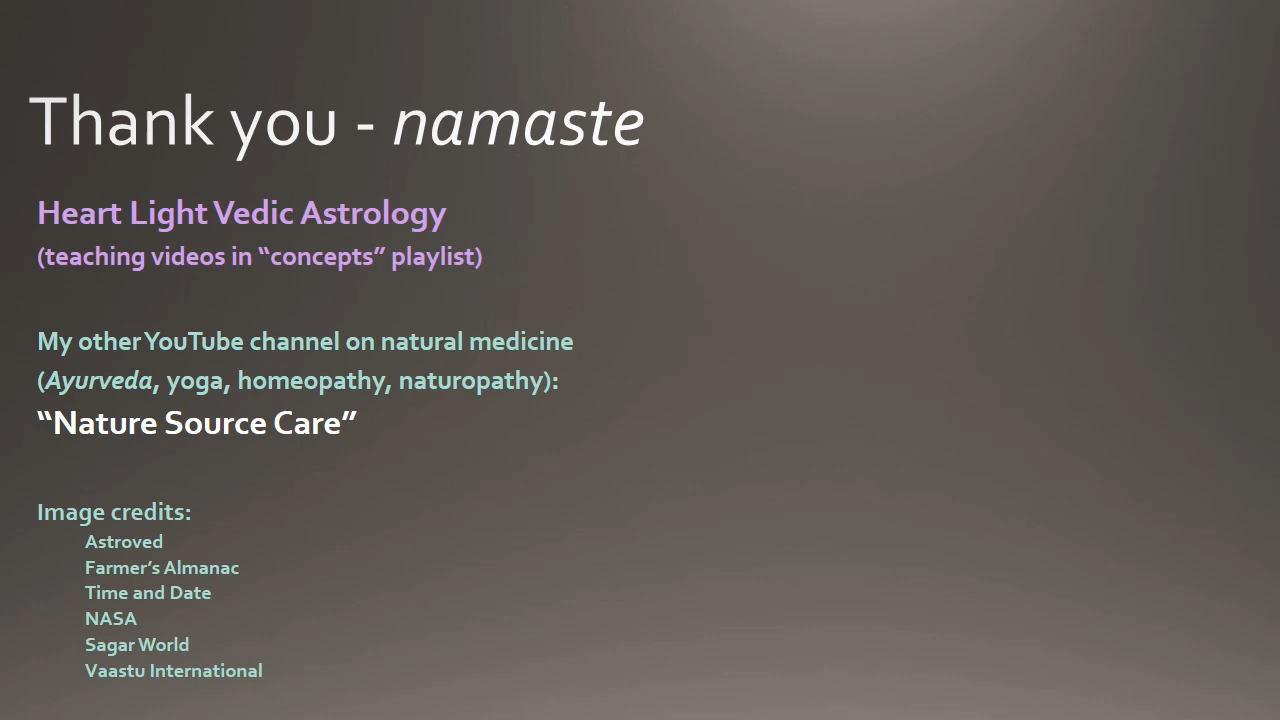 Thank you - namaste
Heart Light Vedic Astrology
(teaching videos in “concepts” playlist)
My other YouTube channel on natural medicine
(Ayurveda, yoga, homeopathy, naturopathy):
“Nature Source Care”
Image credits:
Astroved
Farmer’s Almanac
Time and Date
NASA
Sagar World
Vaastu International